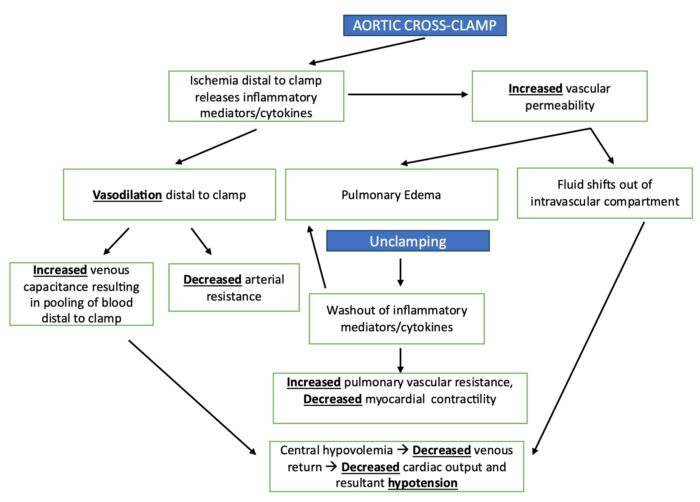 AORTIC CROSS-CLAMP
Ischemia distal to clamp
releases inflammatory
mediators/cytokines
Increased vascular
permeability
Vasodilation distal to clamp
Pulmonary Edema
Fluid shifts out of
intravascular compartment
Unclamping
Increased venous
capacitance resulting
in pooling of blood
distal to clamp
Decreased arterial
resistance
Washout of inflammatory
mediators/cytokines
Increased pulmonary vascular resistance,
Decreased myocardial contractility
Central hypovolemia → Decreased venous
return → Decreased cardiac output and
resultant hypotension